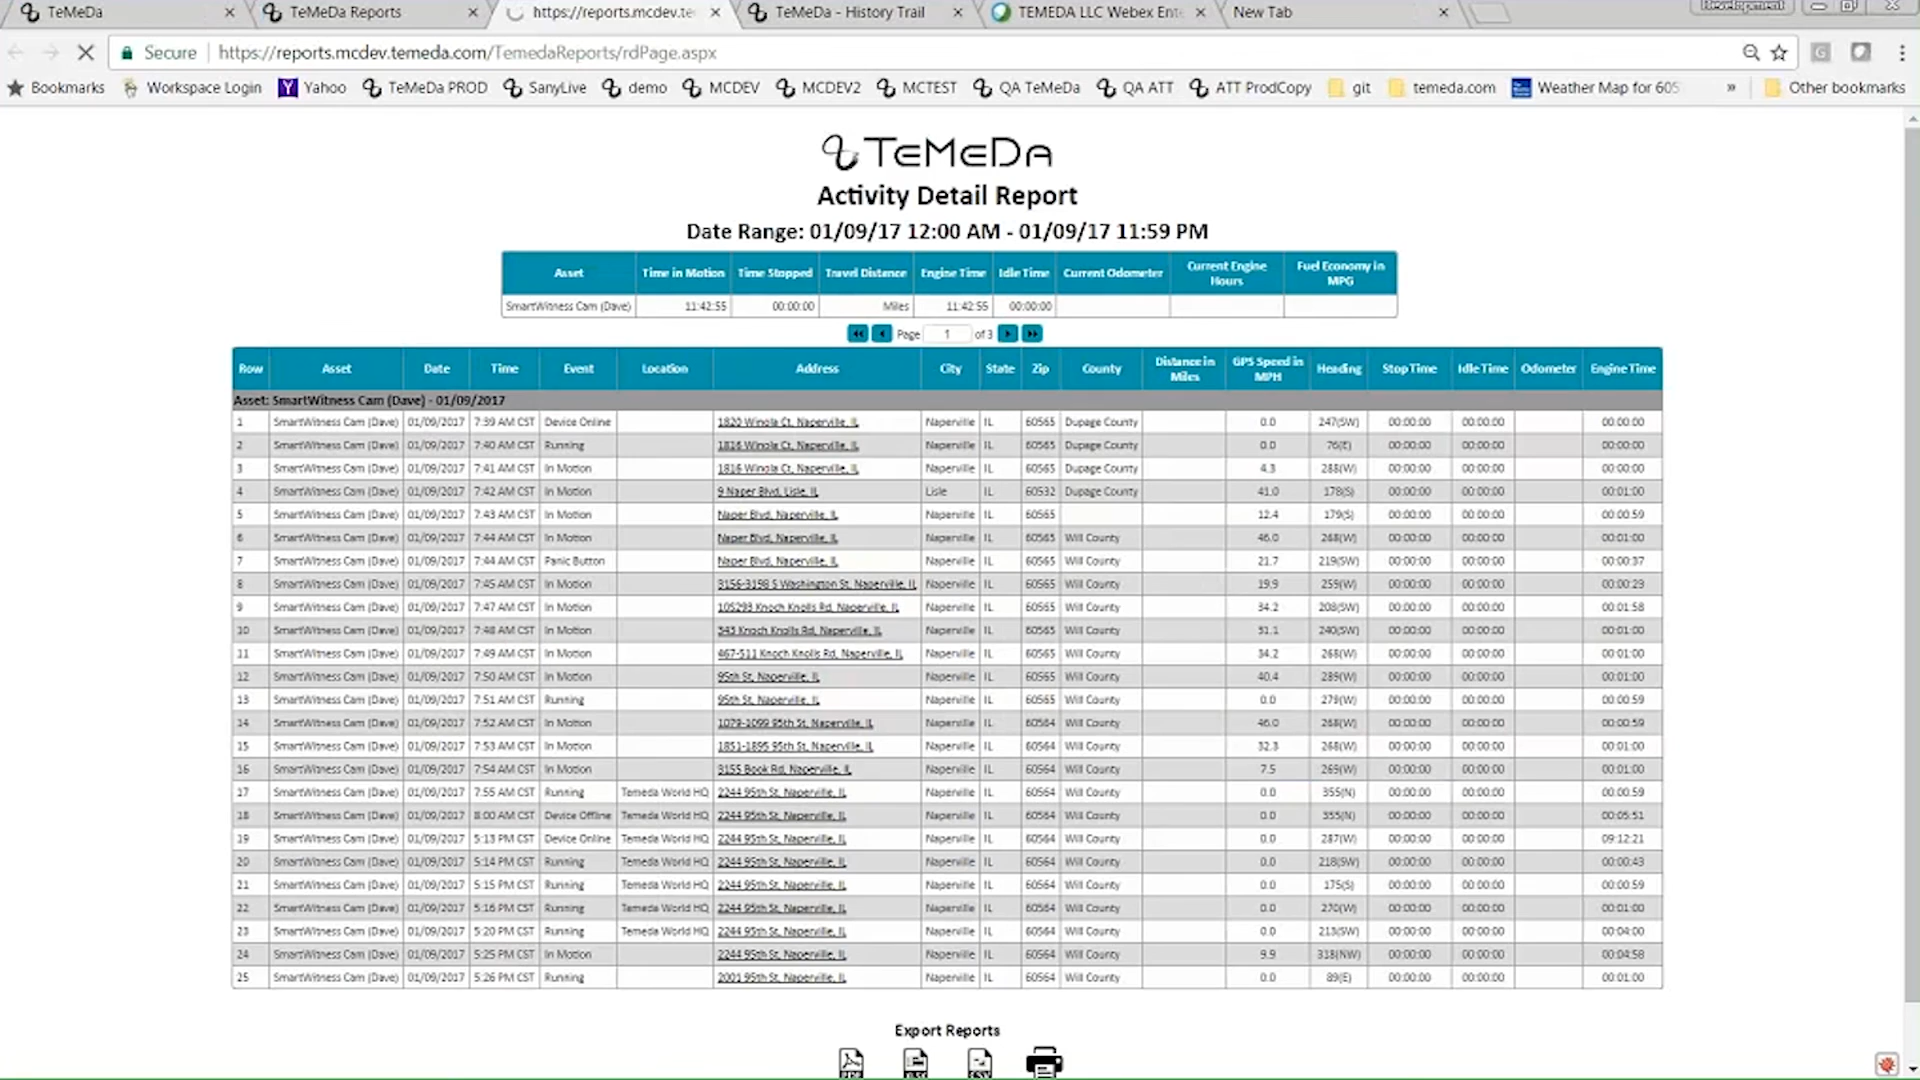 TeMeDa
TeMeDa Reports
https://reports.mcdev.te
TeMeDa - History Trail
TEMEDA LLC Webex Ente
New Tab
Development
Secure
https://reports.mcdev.temeda.com/TemedaReports/rdPage.aspx
Bookmarks
Workspace Login
Yahoo
TeMeDa PROD
SanyLive
demo
MCDEV
MCDEV2
MCTEST
QA TeMeDa
QA ATT
ATT ProdCopy
git
temeda.com
Weather Map for 605
»
Other bookmarks
TeMeDa
Activity Detail Report
Date Range: 01/09/17 12:00 AM - 01/09/17 11:59 PM
Asset Time in Motion Time Stopped Travel Distance Engine Time Idle Time Current Odometer Current Engine Hours Fuel Economy in MPG
SmartWitness Cam (Dave) 11:42:55 00:00:00 Miles 11:42:55 00:00:00
Page 1 of 3
Row Asset Date Time Event Location Address City State Zip County Distance in Miles GPS Speed in MPH Heading Stop Time Idle Time Odometer Engine Time
Asset: SmartWitness Cam (Dave) - 01/09/2017
1 SmartWitness Cam (Dave) 01/09/2017 7:39 AM CST Device Online 1820 Winola Ct, Naperville, IL Naperville IL 60565 Dupage County 0.0 247(SW) 00:00:00 00:00:00 00:00:00
2 SmartWitness Cam (Dave) 01/09/2017 7:40 AM CST Running 1816 Winola Ct, Naperville, IL Naperville IL 60565 Dupage County 0.0 76(E) 00:00:00 00:00:00 00:00:00
3 SmartWitness Cam (Dave) 01/09/2017 7:41 AM CST In Motion 1816 Winola Ct, Naperville, IL Naperville IL 60565 Dupage County 4.3 288(W) 00:00:00 00:00:00 00:00:00
4 SmartWitness Cam (Dave) 01/09/2017 7:42 AM CST In Motion 9 Naper Blvd, Lisle, IL Lisle IL 60532 Dupage County 41.0 178(S) 00:00:00 00:00:00 00:01:00
5 SmartWitness Cam (Dave) 01/09/2017 7:43 AM CST In Motion Naper Blvd, Naperville, IL Naperville IL 60565 12.4 179(S) 00:00:00 00:00:00 00:00:59
6 SmartWitness Cam (Dave) 01/09/2017 7:44 AM CST In Motion Naper Blvd, Naperville, IL Naperville IL 60565 Will County 46.0 268(W) 00:00:00 00:00:00 00:01:00
7 SmartWitness Cam (Dave) 01/09/2017 7:44 AM CST Panic Button Naper Blvd, Naperville, IL Naperville IL 60565 Will County 21.7 219(SW) 00:00:00 00:00:00 00:00:37
8 SmartWitness Cam (Dave) 01/09/2017 7:45 AM CST In Motion 3156-3198 S Washington St, Naperville, IL Naperville IL 60565 Will County 19.9 259(W) 00:00:00 00:00:00 00:00:23
9 SmartWitness Cam (Dave) 01/09/2017 7:47 AM CST In Motion 105293 Knoch Knolls Rd, Naperville, IL Naperville IL 60565 Will County 34.2 208(SW) 00:00:00 00:00:00 00:01:58
10 SmartWitness Cam (Dave) 01/09/2017 7:48 AM CST In Motion 343 Knoch Knolls Rd, Naperville, IL Naperville IL 60565 Will County 31.1 240(SW) 00:00:00 00:00:00 00:01:00
11 SmartWitness Cam (Dave) 01/09/2017 7:49 AM CST In Motion 467-511 Knoch Knolls Rd, Naperville, IL Naperville IL 60565 Will County 34.2 268(W) 00:00:00 00:00:00 00:01:00
12 SmartWitness Cam (Dave) 01/09/2017 7:50 AM CST In Motion 95th St, Naperville, IL Naperville IL 60565 Will County 40.4 289(W) 00:00:00 00:00:00 00:01:00
13 SmartWitness Cam (Dave) 01/09/2017 7:51 AM CST Running 95th St, Naperville, IL Naperville IL 60565 Will County 0.0 279(W) 00:00:00 00:00:00 00:00:59
14 SmartWitness Cam (Dave) 01/09/2017 7:52 AM CST In Motion 1079-1099 95th St, Naperville, IL Naperville IL 60564 Will County 46.0 268(W) 00:00:00 00:00:00 00:00:59
15 SmartWitness Cam (Dave) 01/09/2017 7:53 AM CST In Motion 1851-1895 95th St, Naperville, IL Naperville IL 60564 Will County 32.3 268(W) 00:00:00 00:00:00 00:01:00
16 SmartWitness Cam (Dave) 01/09/2017 7:54 AM CST In Motion 3155 Book Rd, Naperville, IL Naperville IL 60564 Will County 7.5 269(W) 00:00:00 00:00:00 00:01:00
17 SmartWitness Cam (Dave) 01/09/2017 7:55 AM CST Running Temeda World HQ 2244 95th St, Naperville, IL Naperville IL 60564 Will County 0.0 355(N) 00:00:00 00:00:00 00:00:59
18 SmartWitness Cam (Dave) 01/09/2017 8:00 AM CST Device Offline Temeda World HQ 2244 95th St, Naperville, IL Naperville IL 60564 Will County 0.0 355(N) 00:00:00 00:00:00 00:05:51
19 SmartWitness Cam (Dave) 01/09/2017 5:13 PM CST Device Online Temeda World HQ 2244 95th St, Naperville, IL Naperville IL 60564 Will County 0.0 287(W) 00:00:00 00:00:00 09:12:21
20 SmartWitness Cam (Dave) 01/09/2017 5:14 PM CST Running Temeda World HQ 2244 95th St, Naperville, IL Naperville IL 60564 Will County 0.0 218(SW) 00:00:00 00:00:00 00:00:43
21 SmartWitness Cam (Dave) 01/09/2017 5:15 PM CST Running Temeda World HQ 2244 95th St, Naperville, IL Naperville IL 60564 Will County 0.0 175(S) 00:00:00 00:00:00 00:00:59
22 SmartWitness Cam (Dave) 01/09/2017 5:16 PM CST Running Temeda World HQ 2244 95th St, Naperville, IL Naperville IL 60564 Will County 0.0 270(W) 00:00:00 00:00:00 00:01:00
23 SmartWitness Cam (Dave) 01/09/2017 5:20 PM CST Running Temeda World HQ 2244 95th St, Naperville, IL Naperville IL 60564 Will County 0.0 213(SW) 00:00:00 00:00:00 00:04:00
24 SmartWitness Cam (Dave) 01/09/2017 5:25 PM CST In Motion 2244 95th St, Naperville, IL Naperville IL 60564 Will County 9.9 318(NW) 00:00:00 00:00:00 00:04:58
25 SmartWitness Cam (Dave) 01/09/2017 5:26 PM CST Running 2001 95th St, Naperville, IL Naperville IL 60564 Will County 0.0 89(E) 00:00:00 00:00:00 00:01:00
Export Reports
PDF
CSV